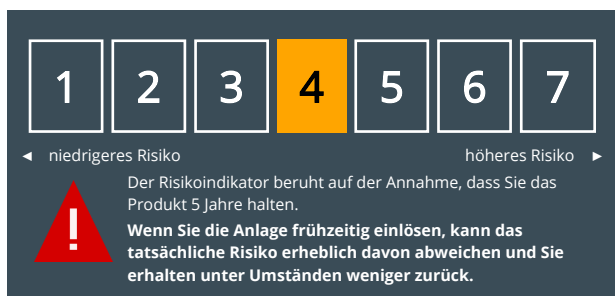 1 2 3 4 5 6 7
◄ niedrigeres Risiko höheres Risiko ►
Der Risikoindikator beruht auf der Annahme, dass Sie das
Produkt 5 Jahre halten.
Wenn Sie die Anlage frühzeitig einlösen, kann das
tatsächliche Risiko erheblich davon abweichen und Sie
erhalten unter Umständen weniger zurück.
!